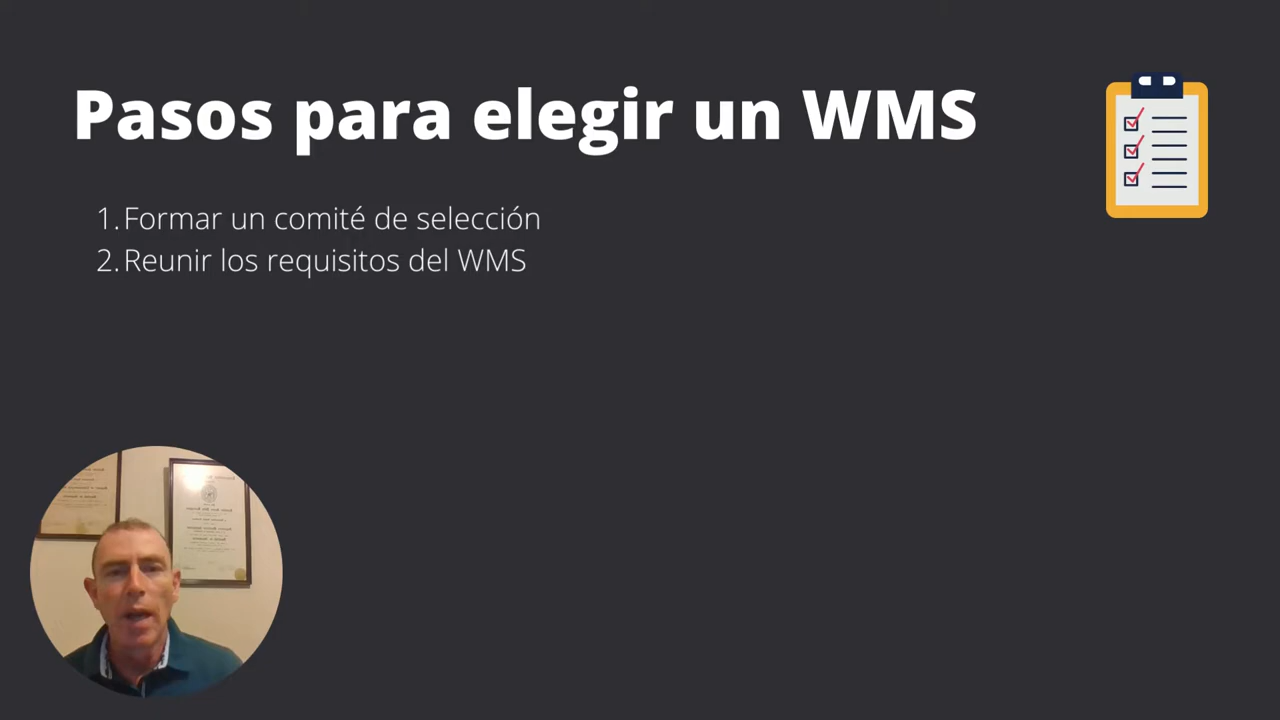 Pasos para elegir un WMS
1.Formar un comité de selección
2.Reunir los requisitos del WMS